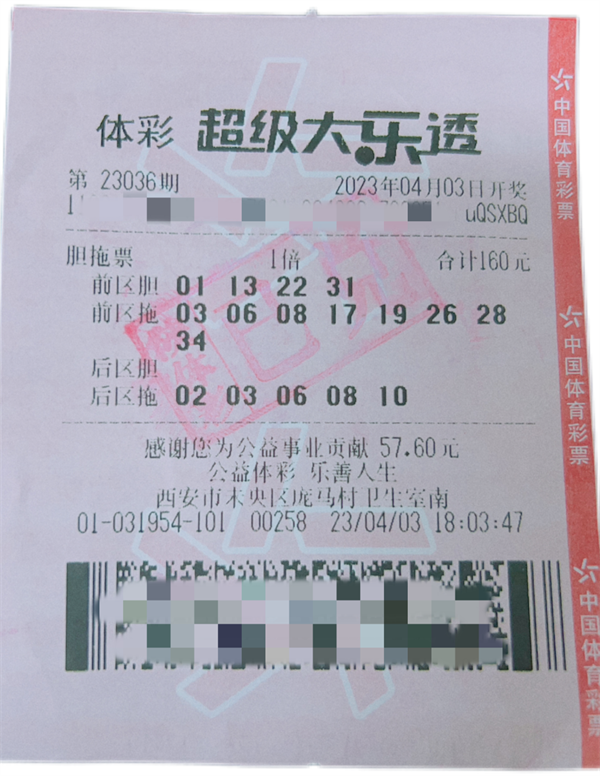 体彩 超级大乐透
第 23036期 2023年04月03日开奖
uQSXBQ
胆拖票 1倍 合计160元
前区胆 01 13 22 31
前区拖 03 06 08 17 19 26 28
34
后区胆
后区拖 02 03 06 08 10
感谢您为公益事业贡献 57.60元
公益体彩 乐善人生
西安市未央区庞马村卫生室南
01-031954-101 00258 23/04/03 18:03:47
中国体育彩票
中国体育彩票
中国体育彩票
已兑